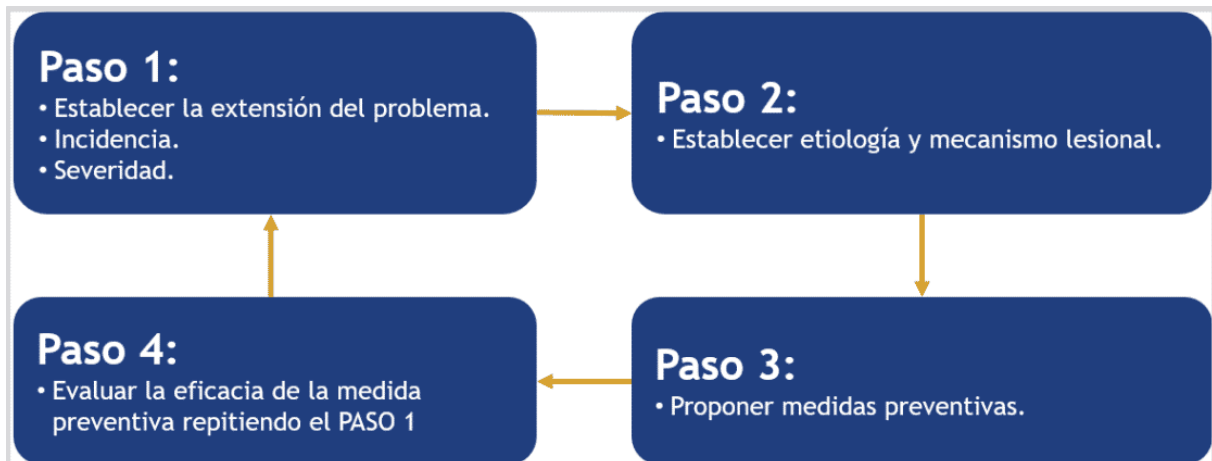 Paso 1:
• Establecer la extensión del problema.
• Incidencia.
• Severidad.
Paso 2:
• Establecer etiología y mecanismo lesional.
Paso 3:
• Proponer medidas preventivas.
Paso 4:
• Evaluar la eficacia de la medida
preventiva repitiendo el PASO 1